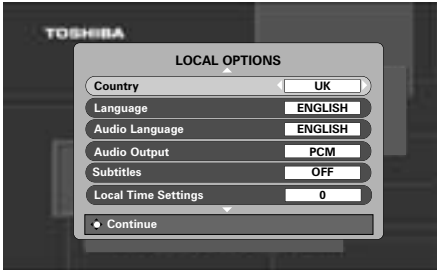 TOSHIBA
LOCAL OPTIONS
Country UK
Language ENGLISH
Audio Language ENGLISH
Audio Output PCM
Subtitles OFF
Local Time Settings 0
Continue